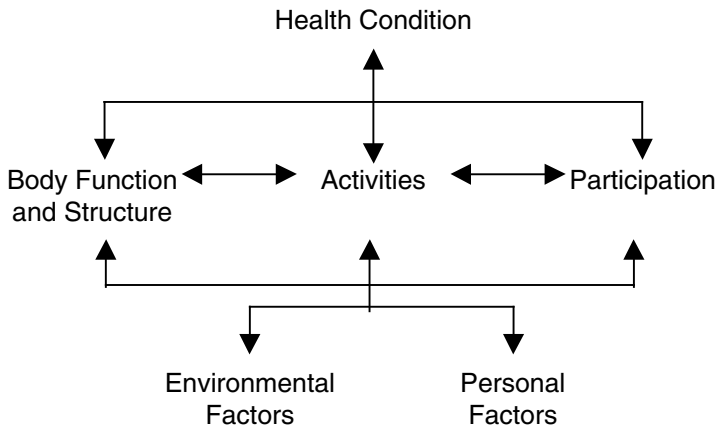 Health Condition
Body Function
and Structure
Activities
Participation
Environmental
Factors
Personal
Factors